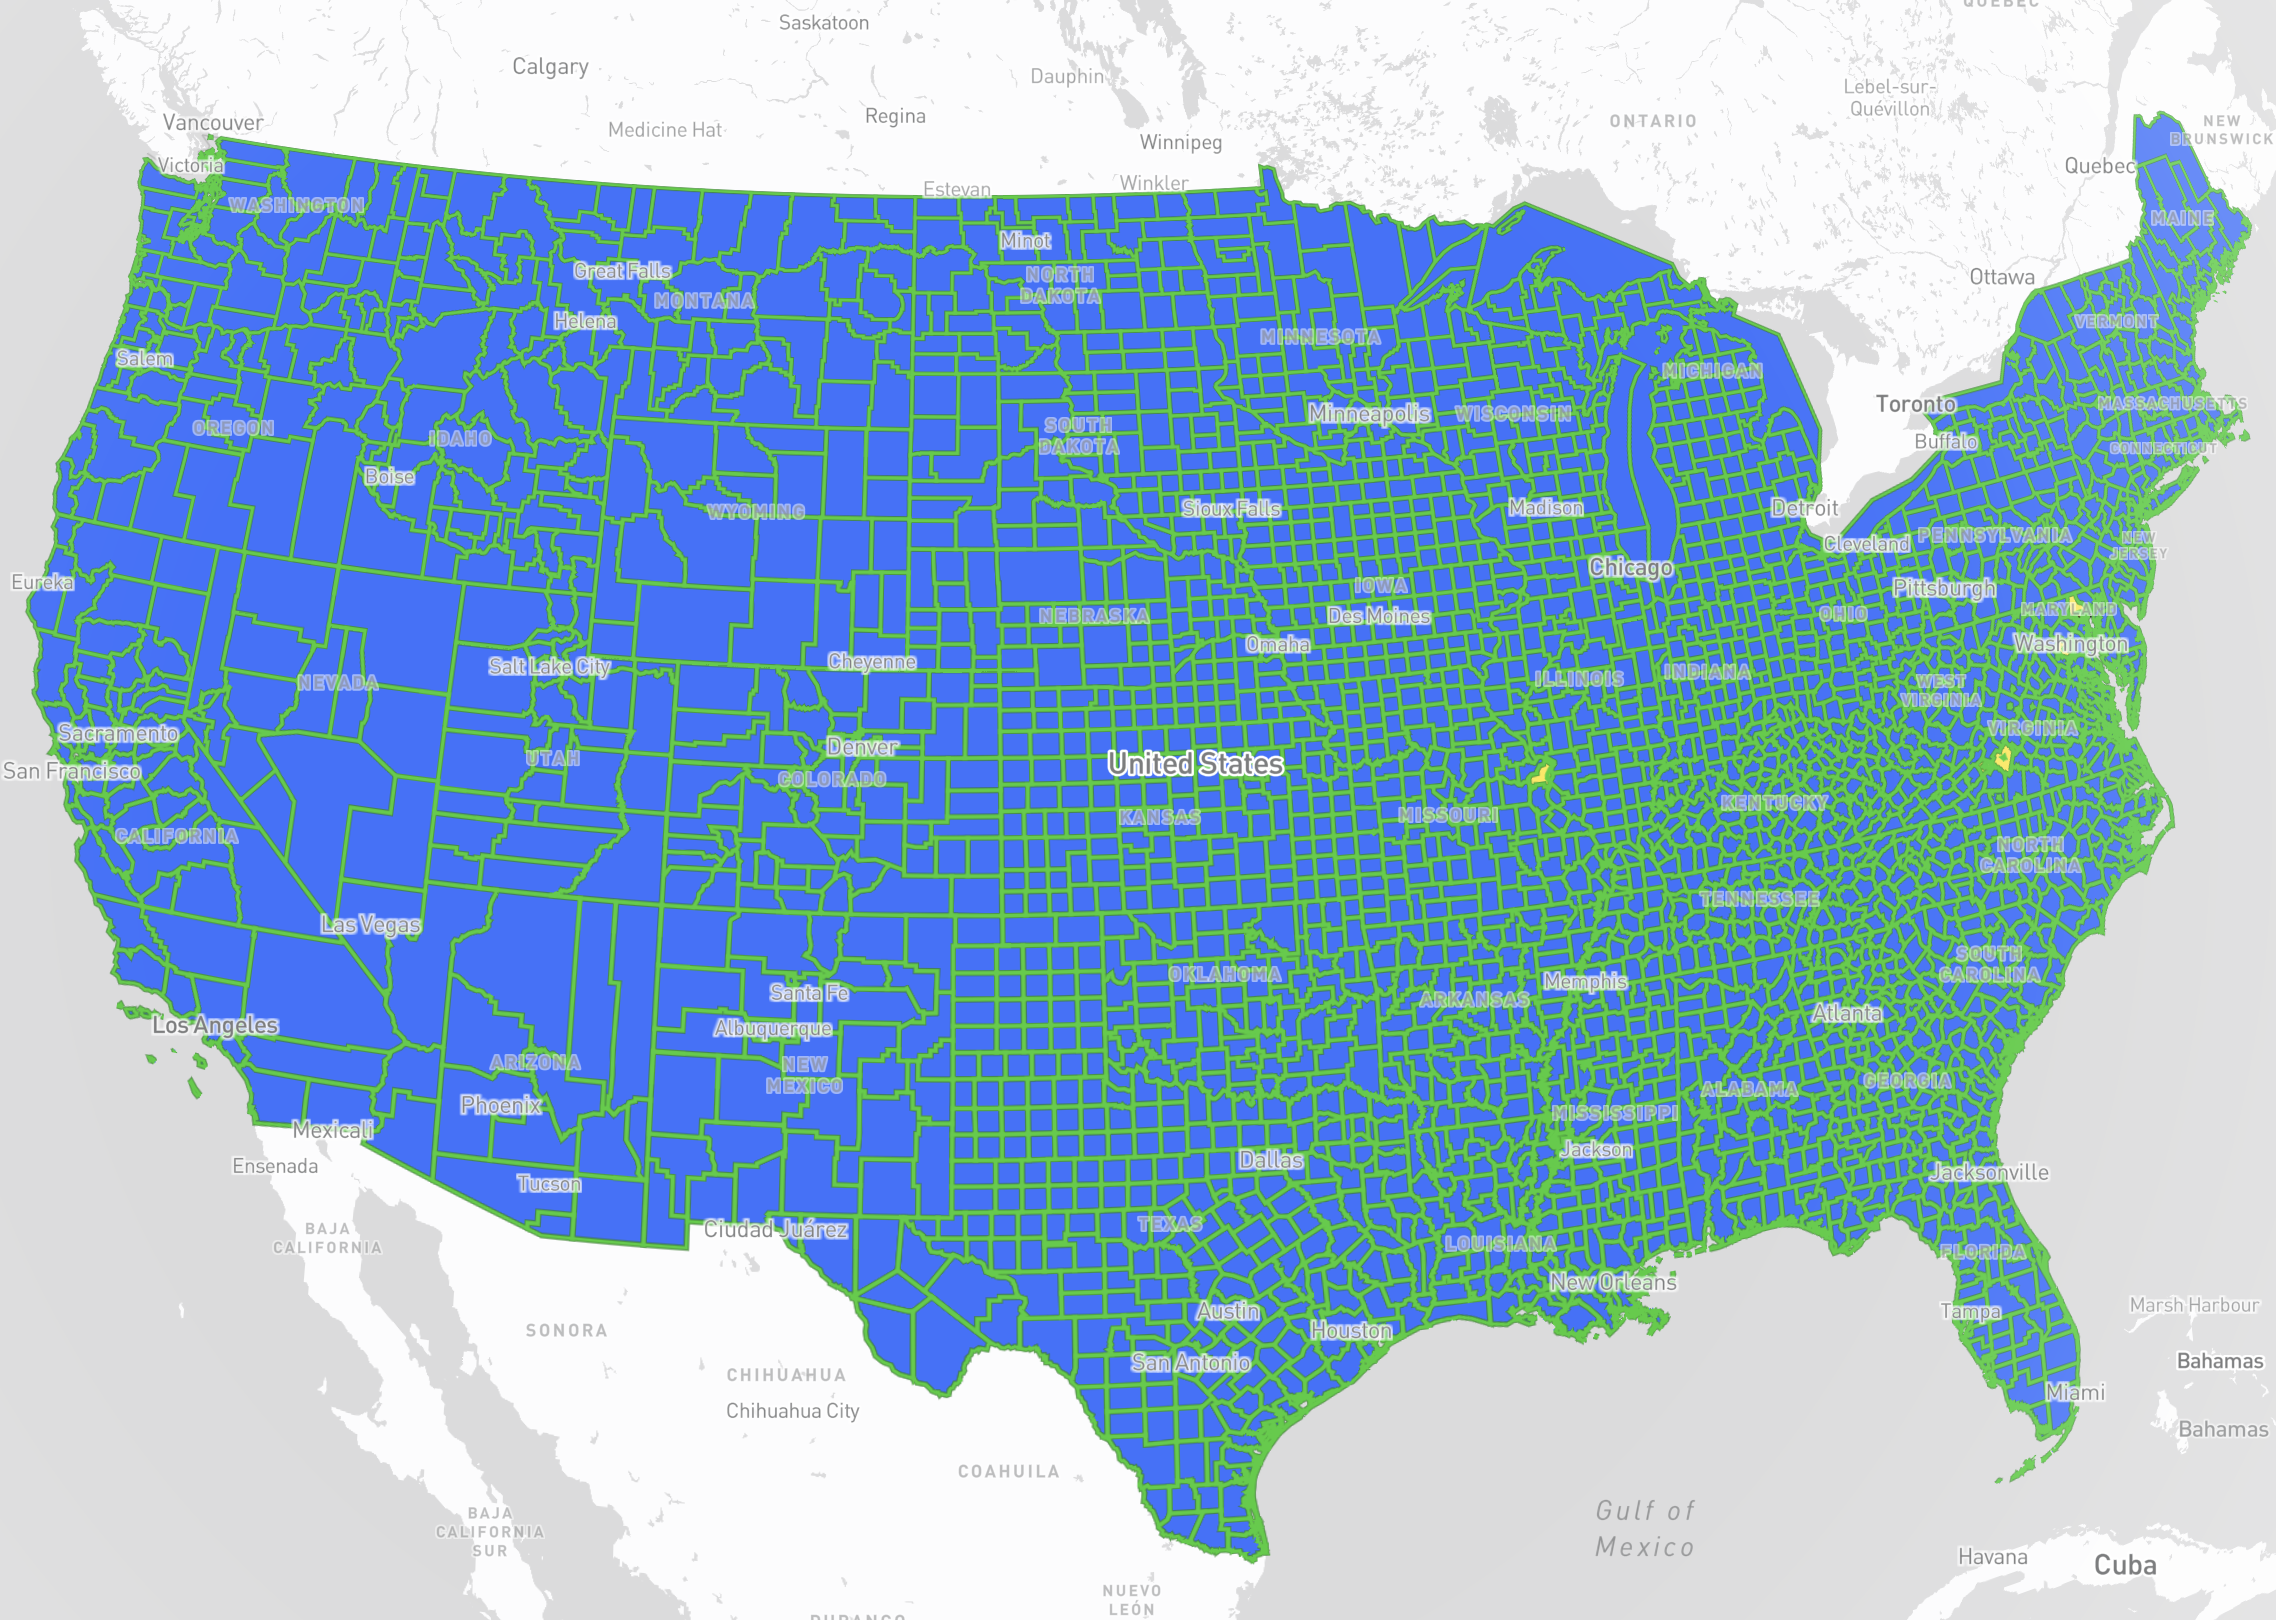 QUEBEC
Saskatoon
Calgary
Dauphin
Lebel-sur-
Quévillon
Regina
ONTARIO
NEW
BRUNSWICK
Vancouver
Medicine Hat
Winnipeg
Victoria
Quebec
Estevan
Winkler
WASHINGTON
MAINE
Minot
Great Falls
NORTH
DAKOTA
Ottawa
MONTANA
Helena
VERMONT
MINNESOTA
Salem
MICHIGAN
Toronto
MASSACHUSETTS
Minneapolis
WISCONSIN
OREGON
SOUTH
DAKOTA
IDAHO
Buffalo
CONNECTICUT
Boise
WYOMING
Sioux Falls
Madison
Detroit
PENNSYLVANIA
Cleveland
NEW
JERSEY
Eureka
Chicago
IOWA
Pittsburgh
NEBRASKA
Des Moines
OHIO
MARYLAND
Omaha
Washington
Salt Lake City
Cheyenne
NEVADA
ILLINOIS
INDIANA
WEST
VIRGINIA
Sacramento
VIRGINIA
UTAH
Denver
San Francisco
COLORADO
United States
KENTUCKY
KANSAS
MISSOURI
CALIFORNIA
NORTH
CAROLINA
TENNESSEE
Las Vegas
SOUTH
CAROLINA
OKLAHOMA
Memphis
Santa Fe
ARKANSAS
Los Angeles
Albuquerque
Atlanta
ARIZONA
NEW
MEXICO
GEORGIA
ALABAMA
Phoenix
MISSISSIPPI
Mexicali
Jackson
Ensenada
Dallas
Jacksonville
Tucson
BAJA
CALIFORNIA
Ciudad Juárez
TEXAS
LOUISIANA
FLORIDA
New Orleans
Austin
Tampa
Marsh Harbour
SONORA
Houston
San Antonio
Bahamas
CHIHUAHUA
Miami
Chihuahua City
Bahamas
COAHUILA
Gulf of
Mexico
BAJA
CALIFORNIA
SUR
Havana
Cuba
NUEVO
LEÓN
DURANGO